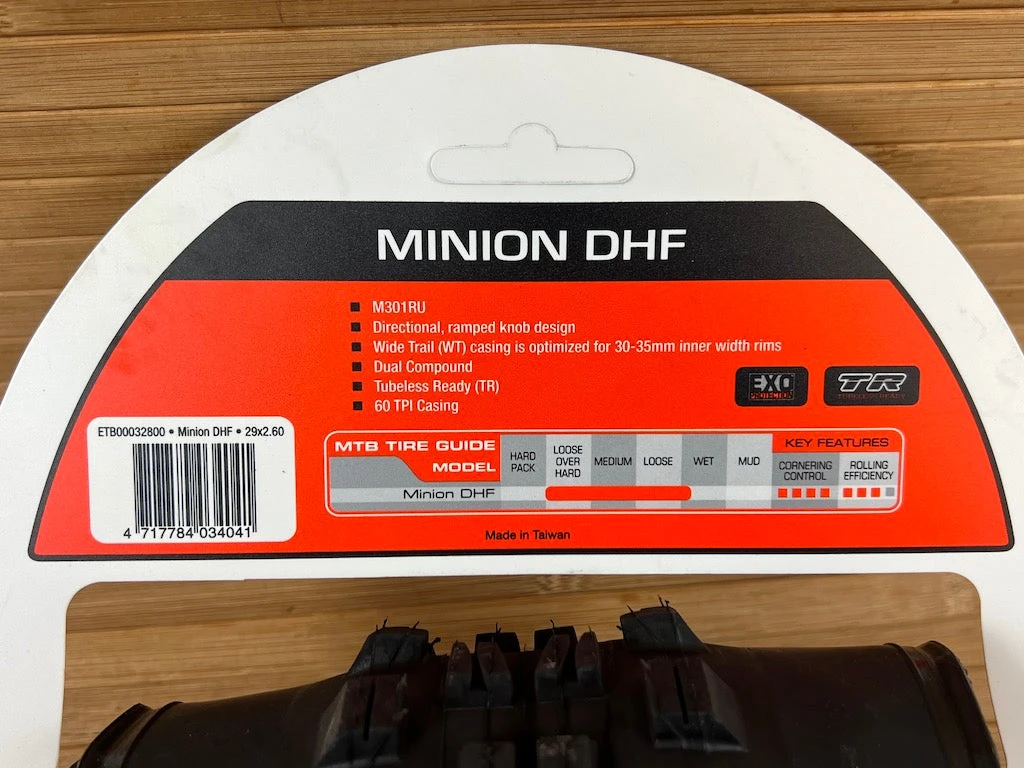 MINION DHF
M301RU
Directional, ramped knob design
Wide Trail (WT) casing is optimized for 30-35mm inner width rims
Dual Compound
Tubeless Ready (TR)
60 TPI Casing
EXO
PROTECTION
TR
TUBELESS READY
ETB00032800 • Minion DHF • 29x2.60
4 717784 034041
MTB TIRE GUIDE
MODEL
HARD PACK
LOOSE OVER HARD
MEDIUM
LOOSE
WET
MUD
KEY FEATURES
CORNERING CONTROL
ROLLING EFFICIENCY
Minion DHF
Made in Taiwan